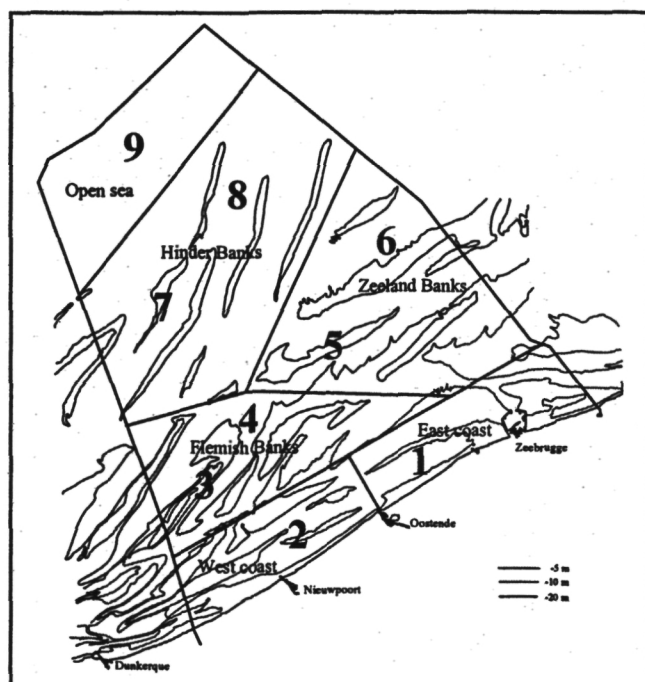 9
Open sea
8
Hinder Banks
7
6
Zeeland Banks
5
4
Flemish Banks
3
East coast
1
Zeebrugge
2
Oostende
West coast
Nieuwpoort
Dunkerque
-5 m
-10 m
-20 m